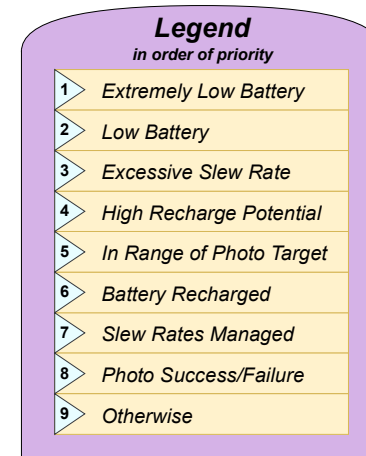 Legend
in order of priority
1 Extremely Low Battery
2 Low Battery
3 Excessive Slew Rate
4 High Recharge Potential
5 In Range of Photo Target
6 Battery Recharged
7 Slew Rates Managed
8 Photo Success/Failure
9 Otherwise